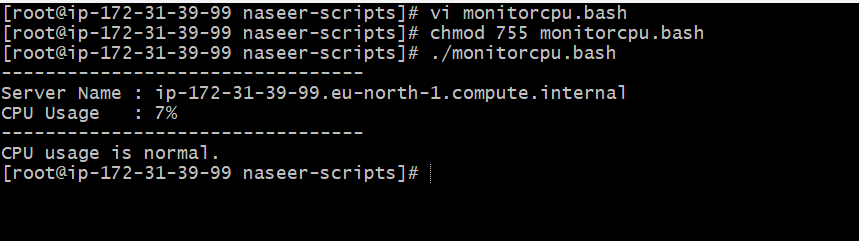 [root@ip-172-31-39-99 naseer-scripts]# vi monitorcpu.bash
[root@ip-172-31-39-99 naseer-scripts]# chmod 755 monitorcpu.bash
[root@ip-172-31-39-99 naseer-scripts]# ./monitorcpu.bash
--------------------------------
Server Name : ip-172-31-39-99.eu-north-1.compute.internal
CPU Usage   : 7%
--------------------------------
CPU usage is normal.
[root@ip-172-31-39-99 naseer-scripts]#